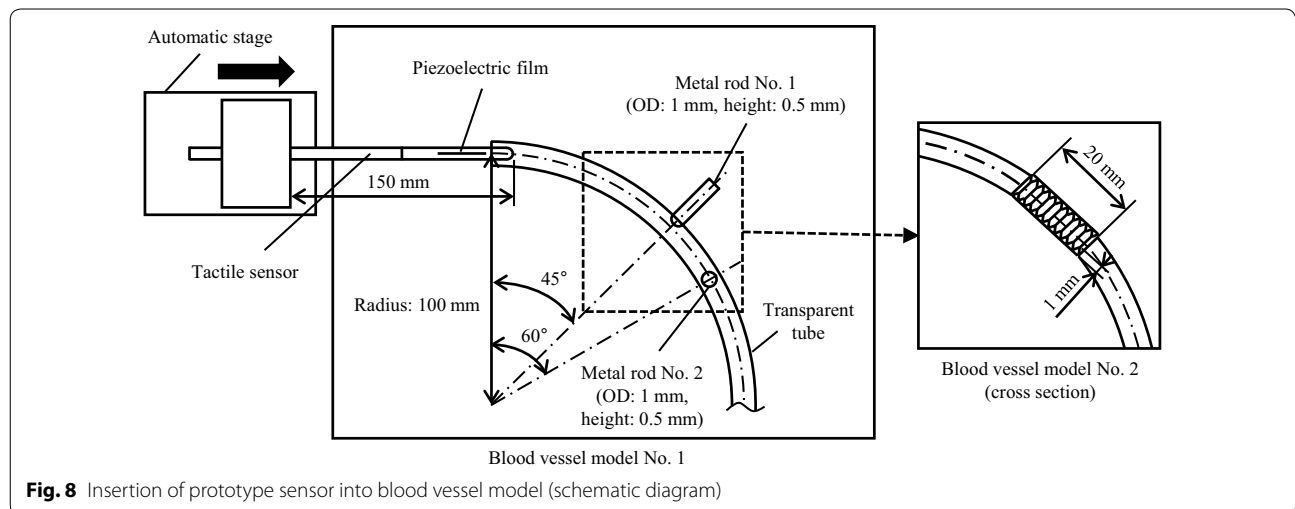 Automatic stage
Piezoelectric film
Metal rod No. 1
(OD: 1 mm, height: 0.5 mm)
150 mm
20 mm
Tactile sensor
45°
Radius: 100 mm
1 mm
Transparent
tube
60°
Metal rod No. 2
(OD: 1 mm,
height: 0.5 mm)
Blood vessel model No. 2
(cross section)
Blood vessel model No. 1
Fig. 8 Insertion of prototype sensor into blood vessel model (schematic diagram)